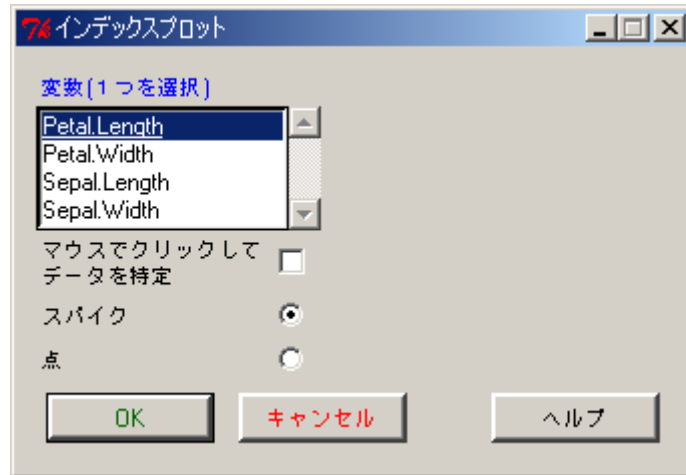 インデックスプロット
変数(1つを選択)
Petal.Length
Petal.Width
Sepal.Length
Sepal.Width
マウスでクリックして
データを特定
スパイク
点
OK キャンセル ヘルプ